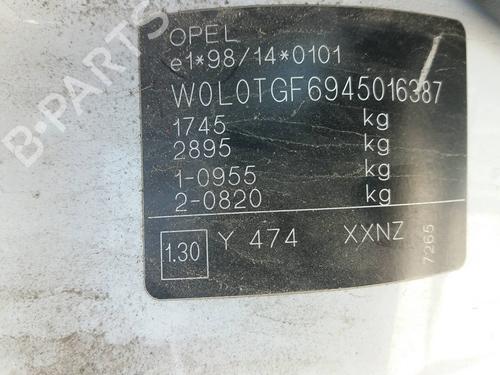 OPEL
e1*98/14*0101
W0L0TGF6945016387
1745 kg
2895 kg
1-0955 kg
2-0820 kg
1.30 Y 474 XXNZ
7265
B-PARTS